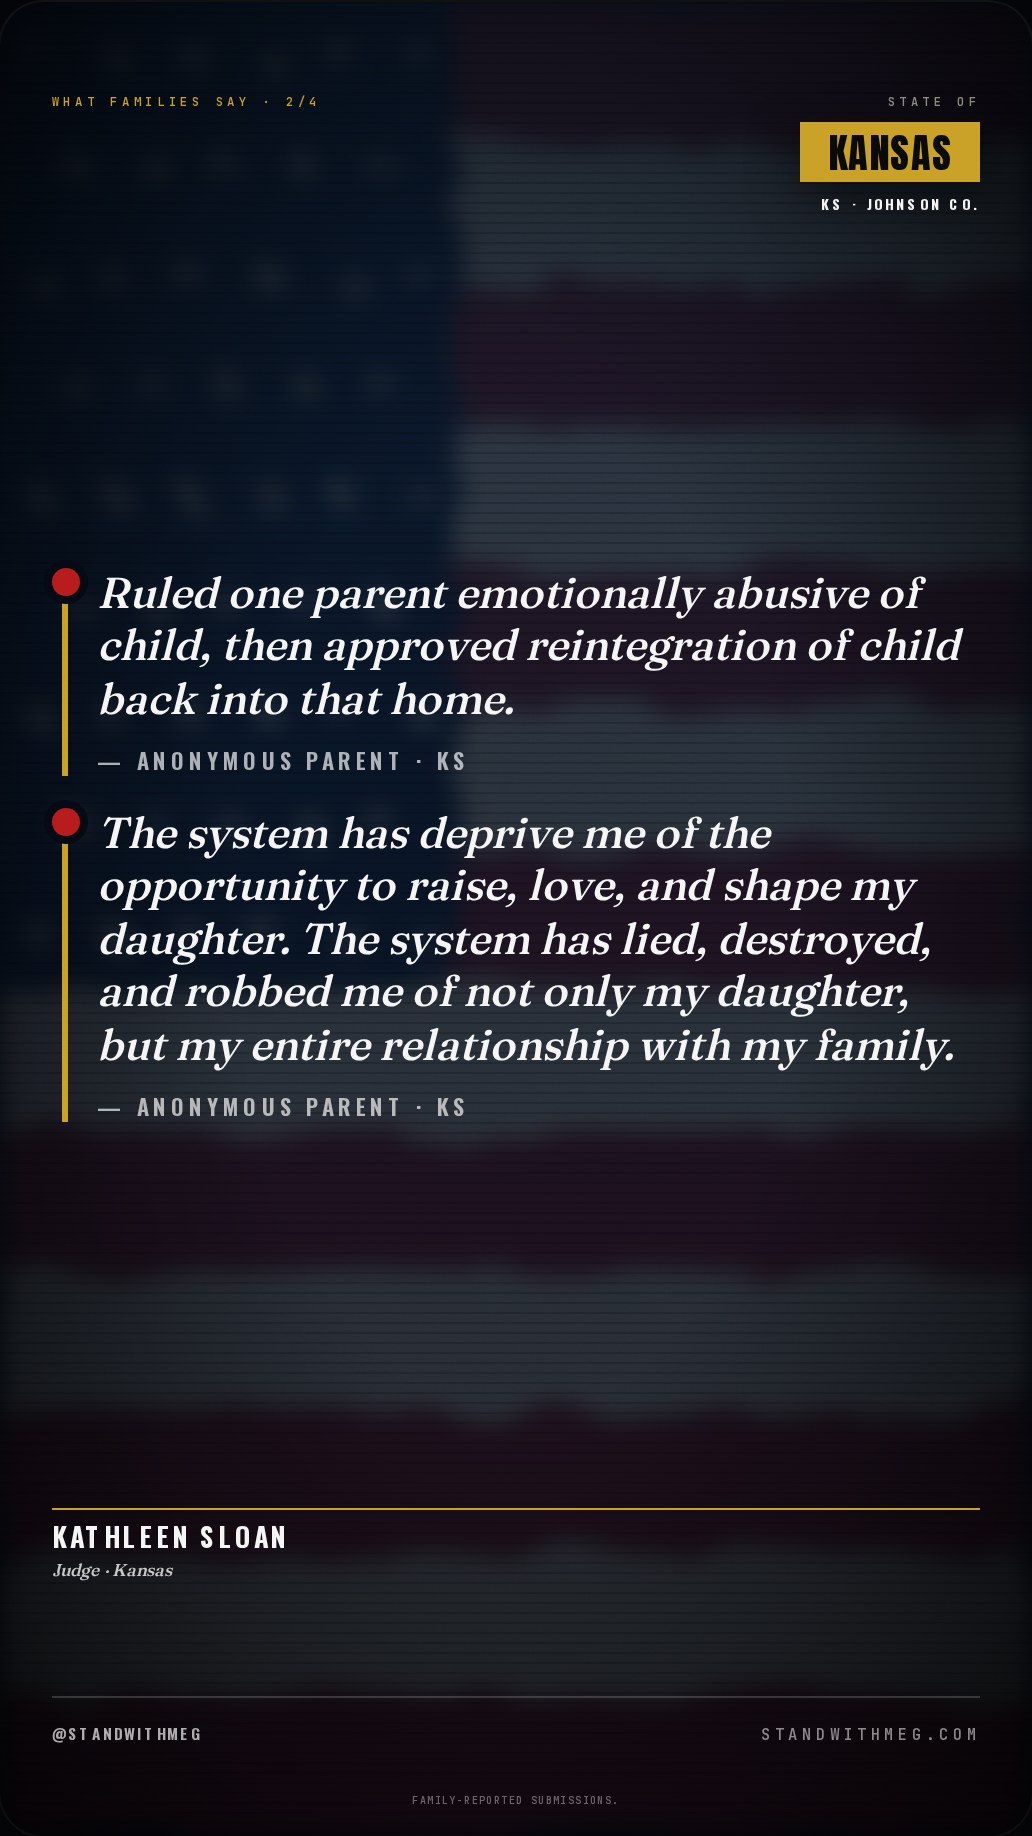 WHAT FAMILIES SAY · 2/4
STATE OF
KANSAS
KS · JOHNSON CO.
Ruled one parent emotionally abusive of
child, then approved reintegration of child
back into that home.
— ANONYMOUS PARENT · KS
The system has deprive me of the
opportunity to raise, love, and shape my
daughter. The system has lied, destroyed,
and robbed me of not only my daughter,
but my entire relationship with my family.
— ANONYMOUS PARENT · KS
KATHLEEN SLOAN
Judge · Kansas
@STANDWITHMEG
STANDWITHMEG.COM
FAMILY-REPORTED SUBMISSIONS.